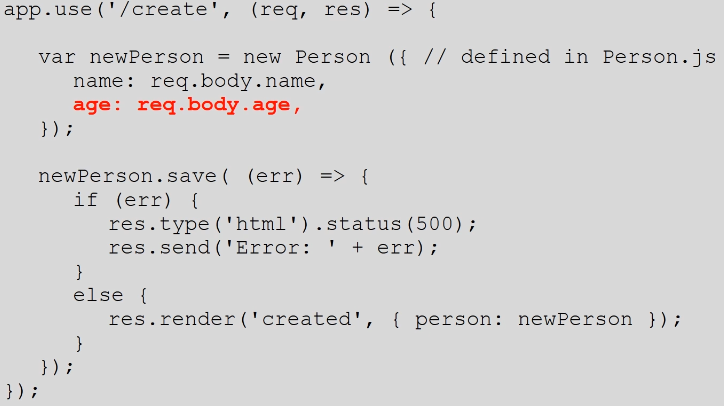 app.use('/create', (req, res) => {
var newPerson = new Person ({ // defined in Person.js
name: req.body.name,
age: req.body.age,
});
newPerson.save( (err) => {
if (err) {
res.type('html').status(500);
res.send('Error: ' + err);
}
else {
res.render('created', { person: newPerson });
}
});
});